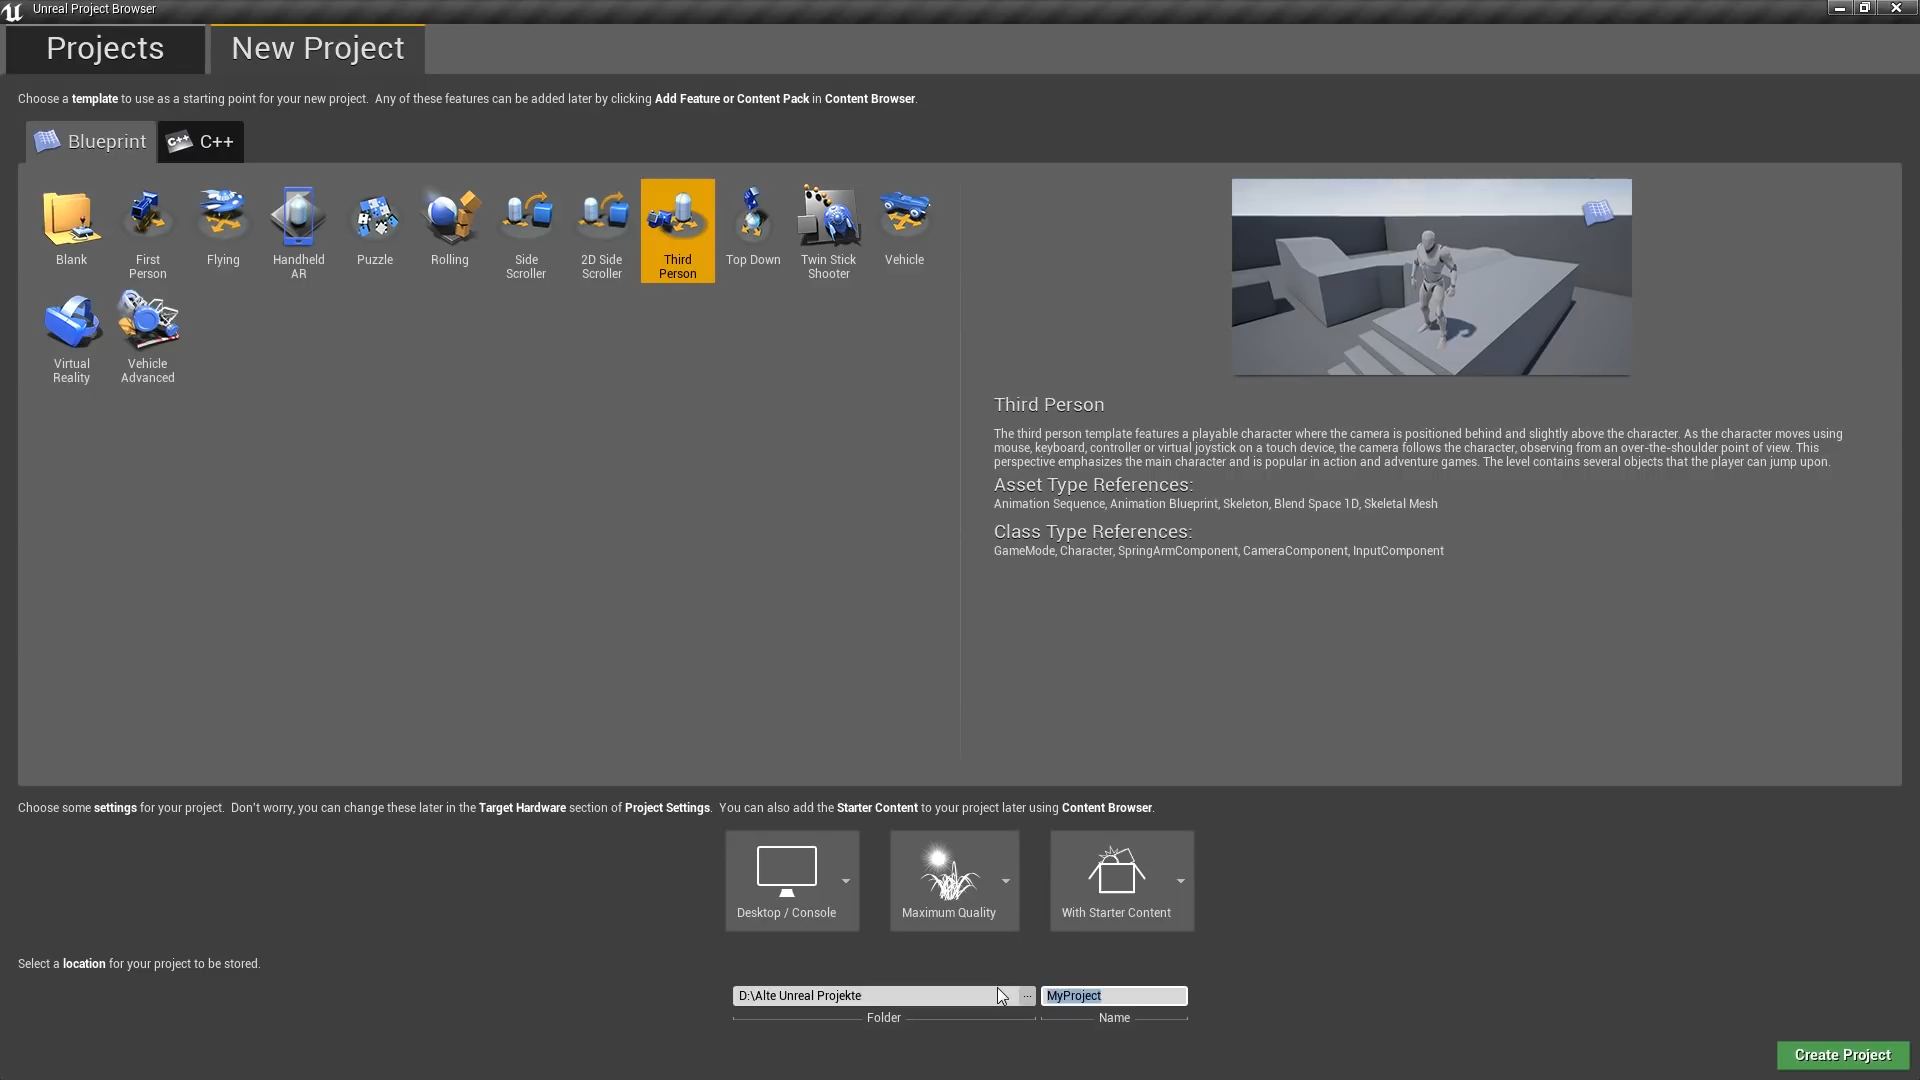 Unreal Project Browser
Projects
New Project
Choose a template to use as a starting point for your new project. Any of these features can be added later by clicking Add Feature or Content Pack in Content Browser.
Blueprint
C++
C++
Blank
First
Person
Flying
Handheld
AR
Puzzle
Rolling
Side
Scroller
2D Side
Scroller
Third
Person
Top Down
Twin Stick
Shooter
Vehicle
Virtual
Reality
Vehicle
Advanced
Third Person
The third person template features a playable character where the camera is positioned behind and slightly above the character. As the character moves using
mouse, keyboard, controller or virtual joystick on a touch device, the camera follows the character, observing from an over-the-shoulder point of view. This
perspective emphasizes the main character and is popular in action and adventure games. The level contains several objects that the player can jump upon.
Asset Type References:
Animation Sequence, Animation Blueprint, Skeleton, Blend Space 1D, Skeletal Mesh
Class Type References:
GameMode, Character, SpringArmComponent, CameraComponent, InputComponent
Choose some settings for your project. Don't worry, you can change these later in the Target Hardware section of Project Settings. You can also add the Starter Content to your project later using Content Browser.
Desktop / Console
Maximum Quality
With Starter Content
Select a location for your project to be stored.
D:\Alte Unreal Projekte
...
MyProject
Folder
Name
Create Project